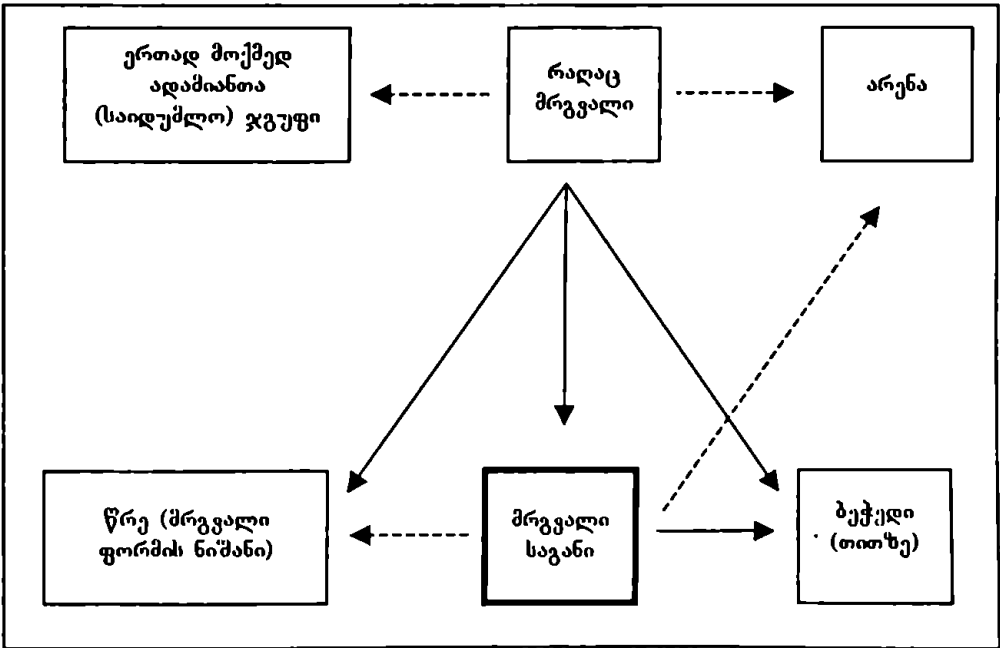 ერთად მოქმედ
ადამიანთა
(საიდუმლო) ჯგუფი
რაღაც
მრგვალი
არენა
წრე (მრგვალი
ფორმის ნიშანი)
მრგვალი
საგანი
ბეჭედი
(თითზე)